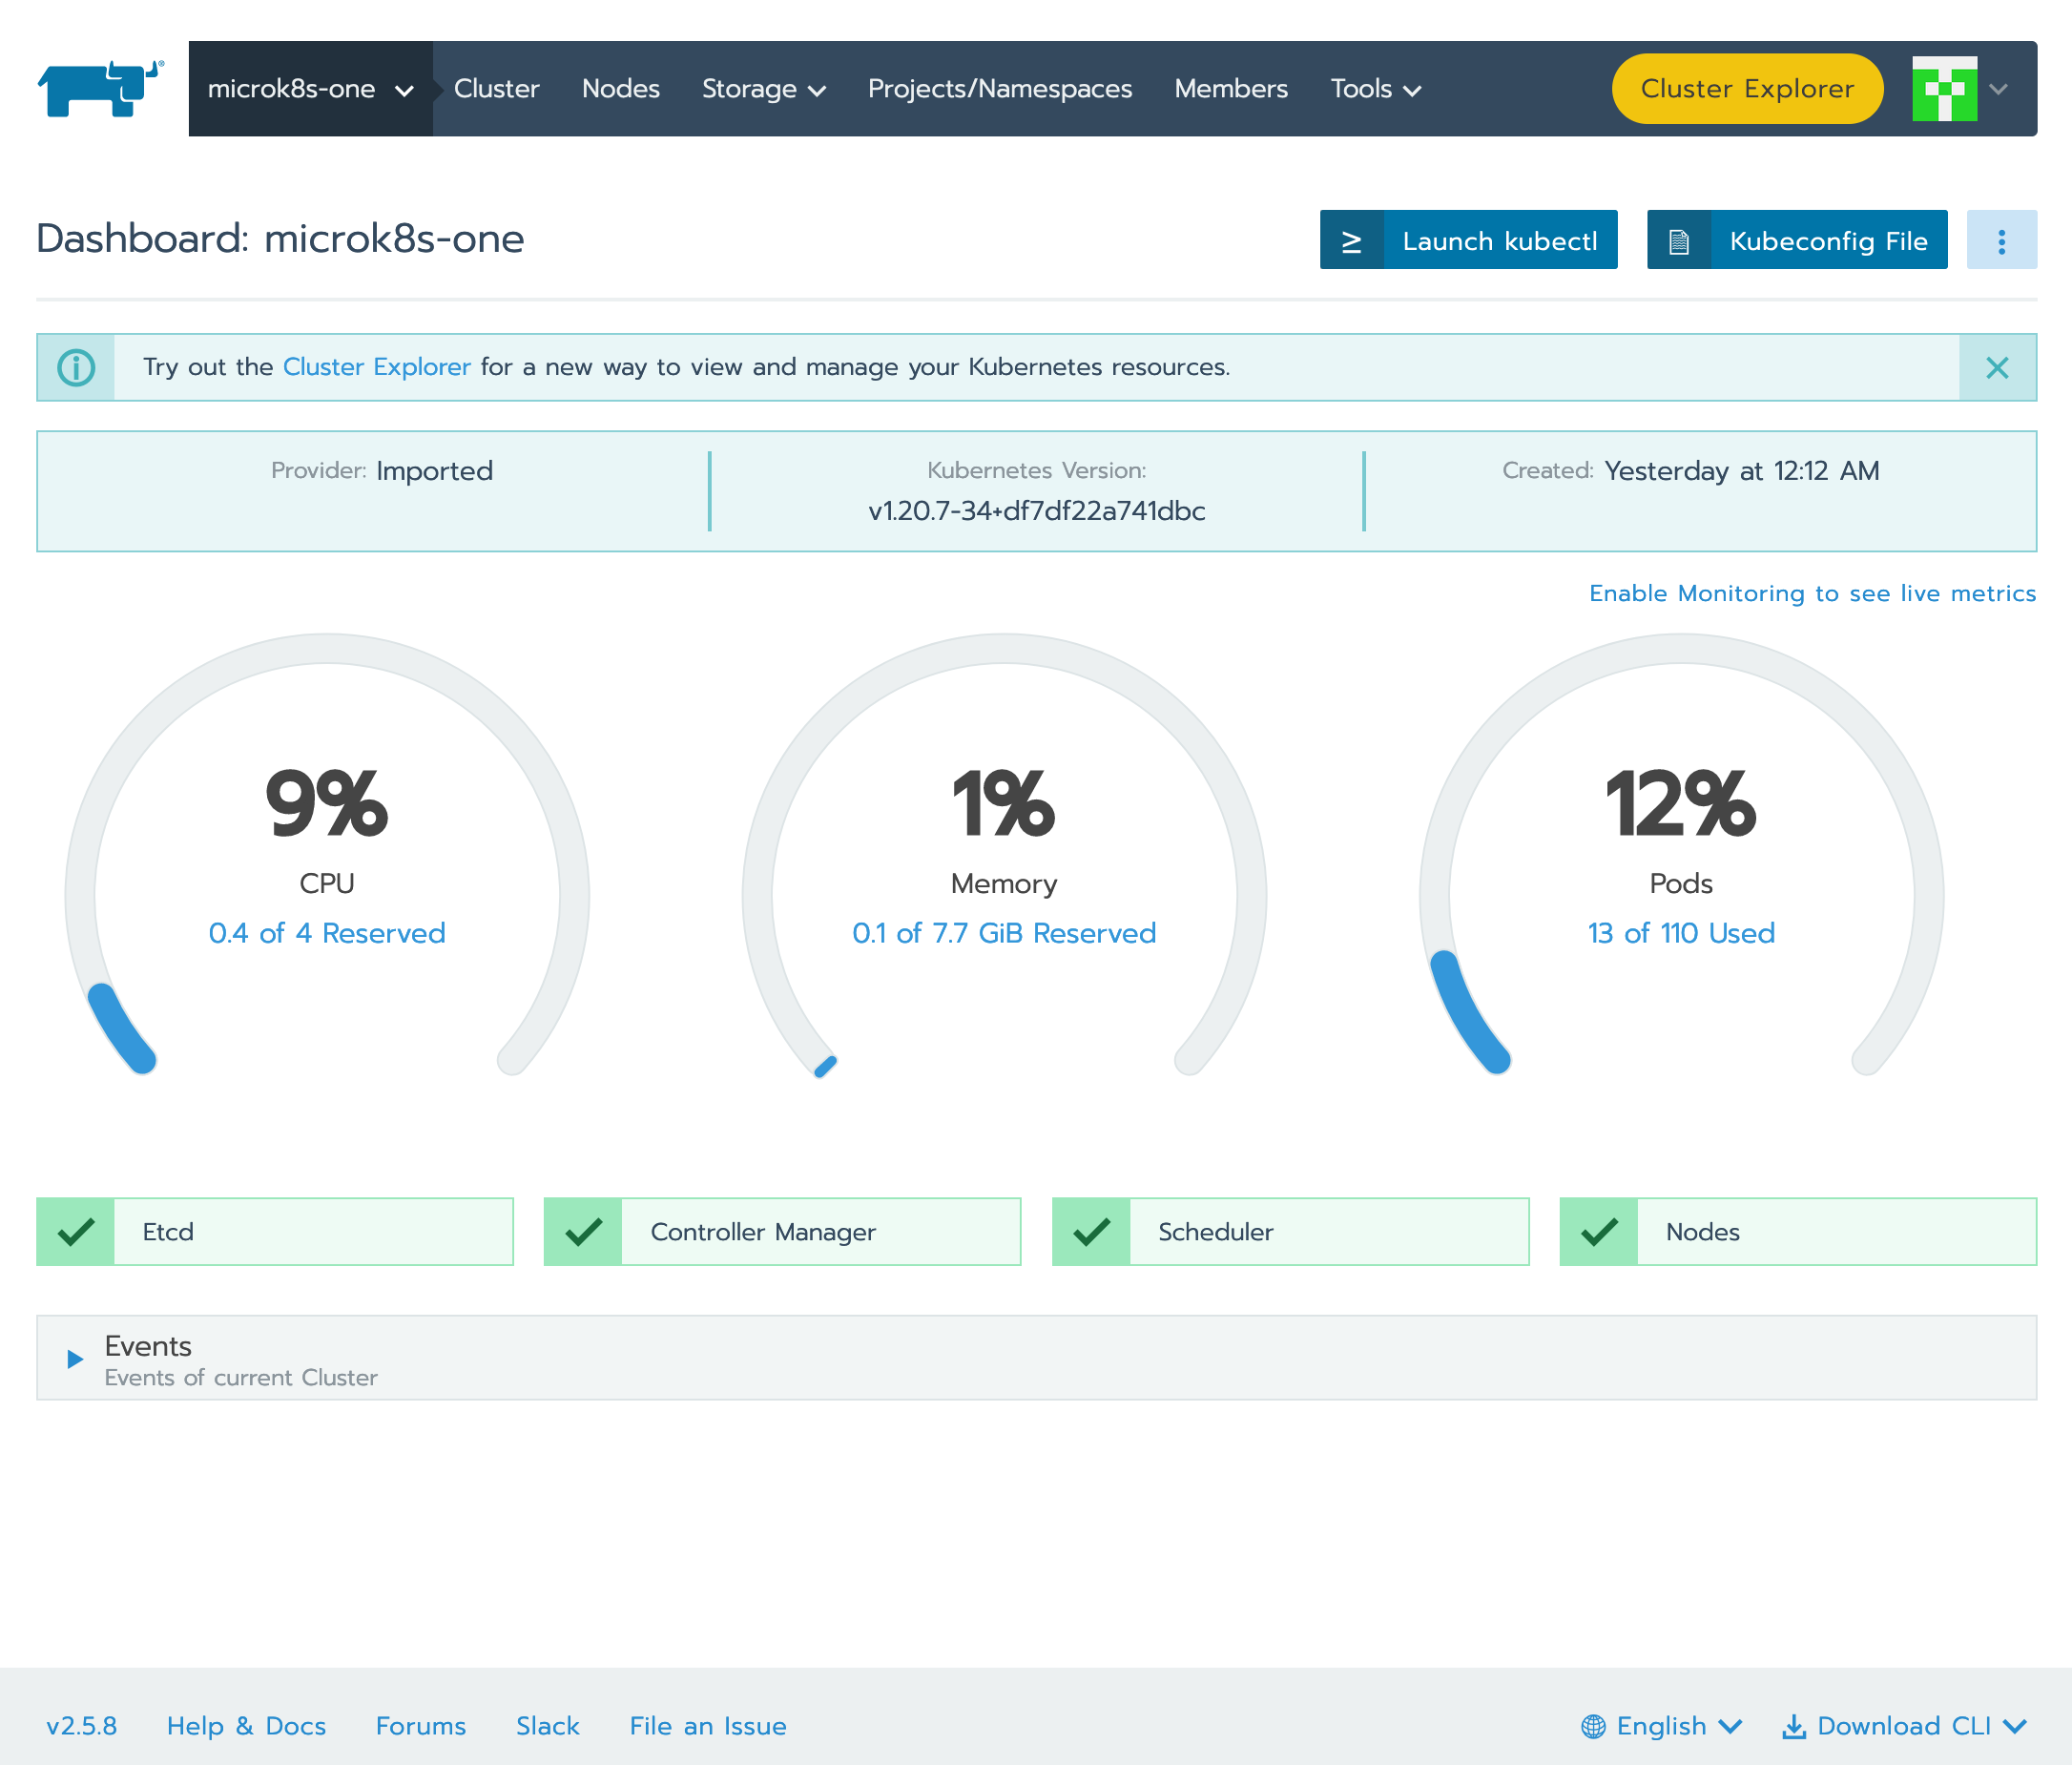 microk8s-one Cluster Nodes Storage Projects/Namespaces Members Tools Cluster Explorer
Dashboard: microk8s-one
Launch kubectl
Kubeconfig File
Try out the Cluster Explorer for a new way to view and manage your Kubernetes resources.
Provider: Imported
Kubernetes Version:
v1.20.7-34+df7df22a741dbc
Created: Yesterday at 12:12 AM
Enable Monitoring to see live metrics
9%
CPU
0.4 of 4 Reserved
1%
Memory
0.1 of 7.7 GiB Reserved
12%
Pods
13 of 110 Used
Etcd
Controller Manager
Scheduler
Nodes
Events
Events of current Cluster
v2.5.8 Help & Docs Forums Slack File an Issue English Download CLI